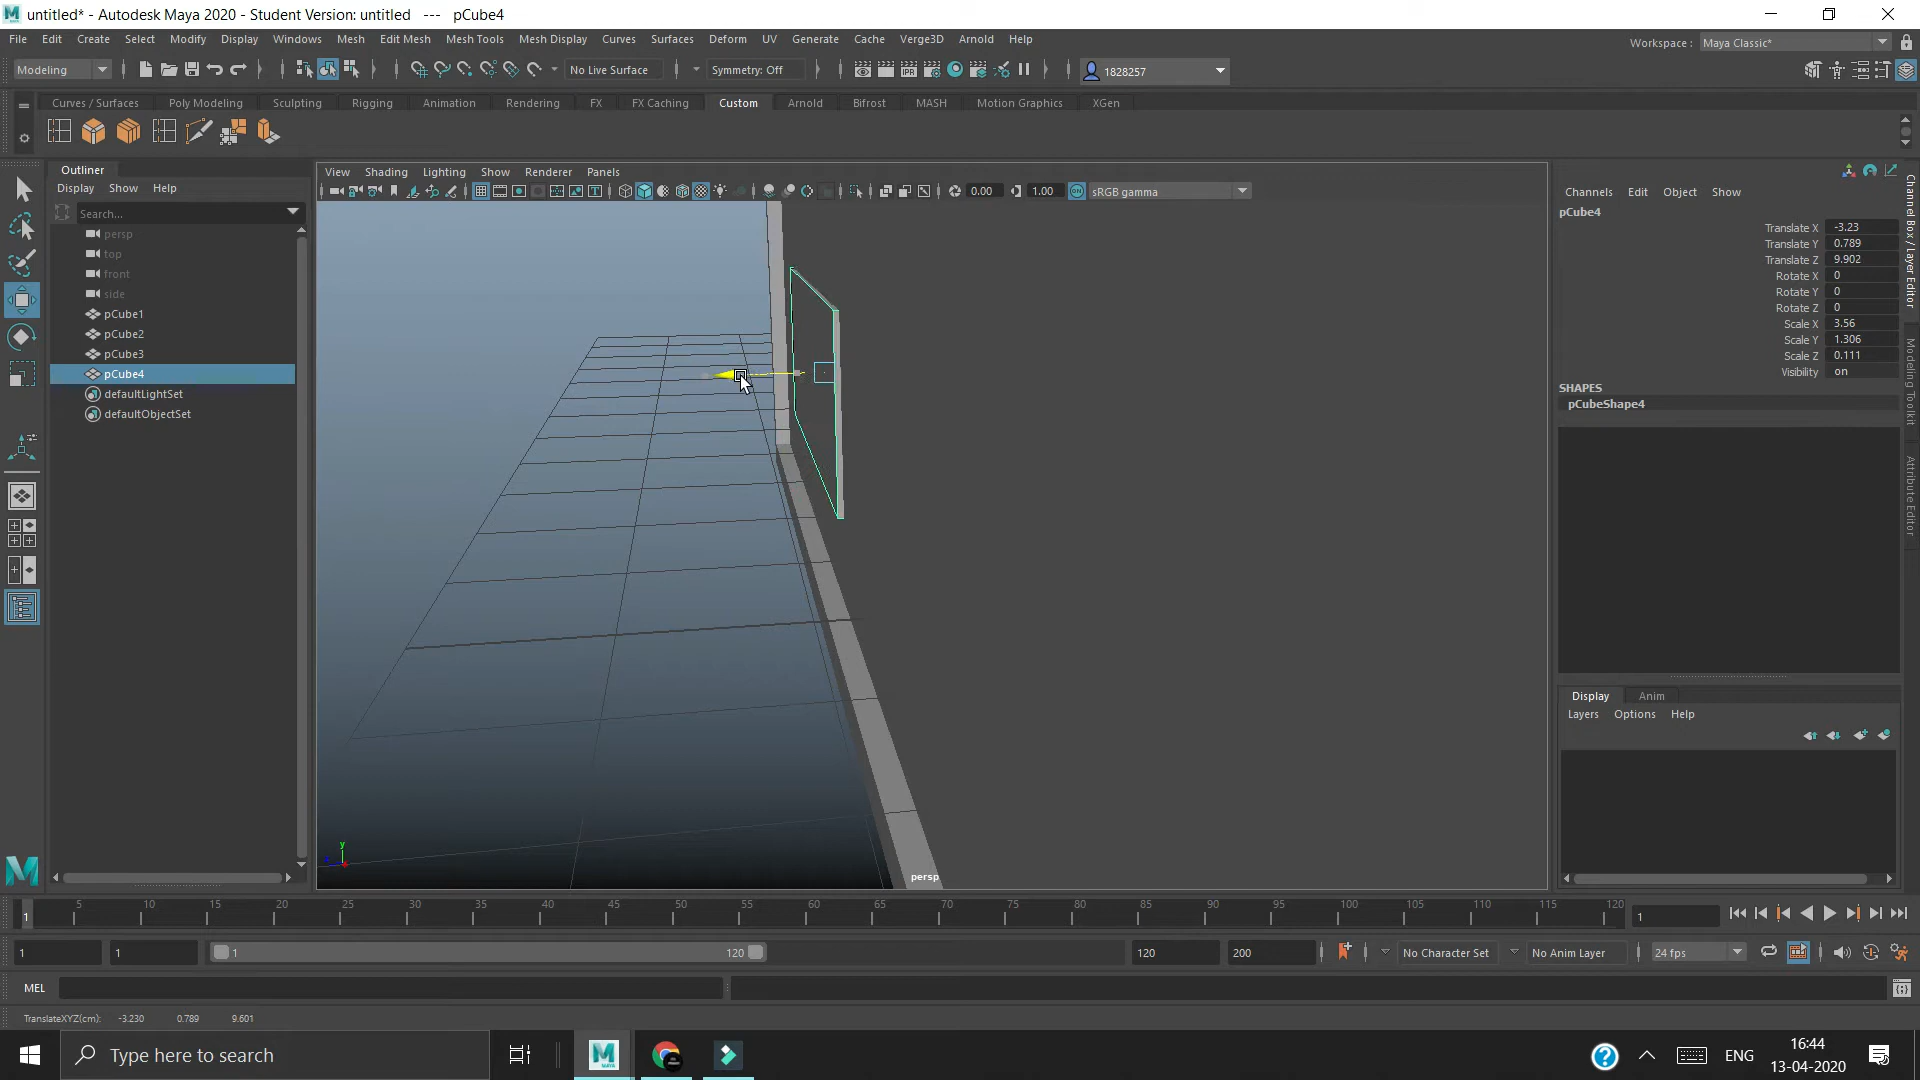 untitled* - Autodesk Maya 2020 - Student Version: untitled --- pCube4
File Edit Create Select Modify Display Windows Mesh Edit Mesh Mesh Tools Mesh Display Curves Surfaces Deform UV Generate Cache Verge3D Arnold Help
Workspace : Maya Classic*
Modeling No Live Surface Symmetry: Off 1828257
Curves / Surfaces Poly Modeling Sculpting Rigging Animation Rendering FX FX Caching Custom Arnold Bifrost MASH Motion Graphics XGen
Outliner
Display Show Help
Search...
persp
top
front
side
pCube1
pCube2
pCube3
pCube4
defaultLightSet
defaultObjectSet
View Shading Lighting Show Renderer Panels
0.00 1.00 sRGB gamma
y
persp
Channels Edit Object Show
pCube4
Translate X -3.23
Translate Y 0.789
Translate Z 9.902
Rotate X 0
Rotate Y 0
Rotate Z 0
Scale X 3.56
Scale Y 1.306
Scale Z 0.111
Visibility on
SHAPES
pCubeShape4
Channel Box / Layer Editor
Modeling Toolkit
Attribute Editor
Display Anim
Layers Options Help
1 5 10 15 20 25 30 35 40 45 50 55 60 65 70 75 80 85 90 95 100 105 110 115 120
1
1 1 1 120 120 200 No Character Set No Anim Layer 24 fps
MEL
TranslateXYZ(cm): -3.230 0.789 9.601
Type here to search
ENG
16:44
13-04-2020